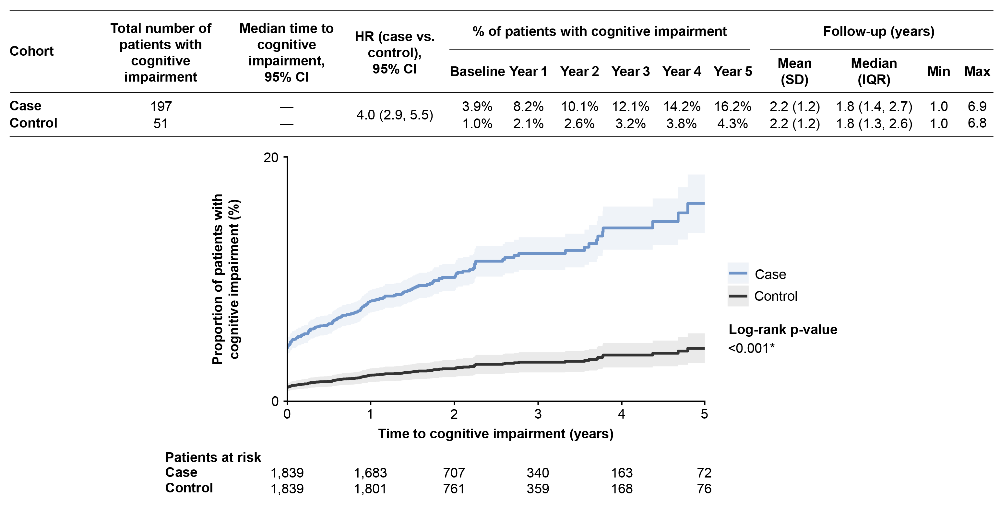 Cohort
Total number of
patients with
cognitive
impairment
Median time to
cognitive
impairment,
95% CI
HR (case vs.
control),
95% CI
% of patients with cognitive impairment
Baseline Year 1 Year 2 Year 3 Year 4 Year 5
Follow-up (years)
Mean
(SD)
Median
(IQR)
Min
Max
Case 197 — 3.9% 8.2% 10.1% 12.1% 14.2% 16.2% 2.2 (1.2) 1.8 (1.4, 2.7) 1.0 6.9
4.0 (2.9, 5.5)
Control 51 — 1.0% 2.1% 2.6% 3.2% 3.8% 4.3% 2.2 (1.2) 1.8 (1.3, 2.6) 1.0 6.8
Proportion of patients with
cognitive impairment (%)
20
0
0 1 2 3 4 5
Time to cognitive impairment (years)
Case
Control
Log-rank p-value
<0.001*
Patients at risk
Case 1,839 1,683 707 340 163 72
Control 1,839 1,801 761 359 168 76